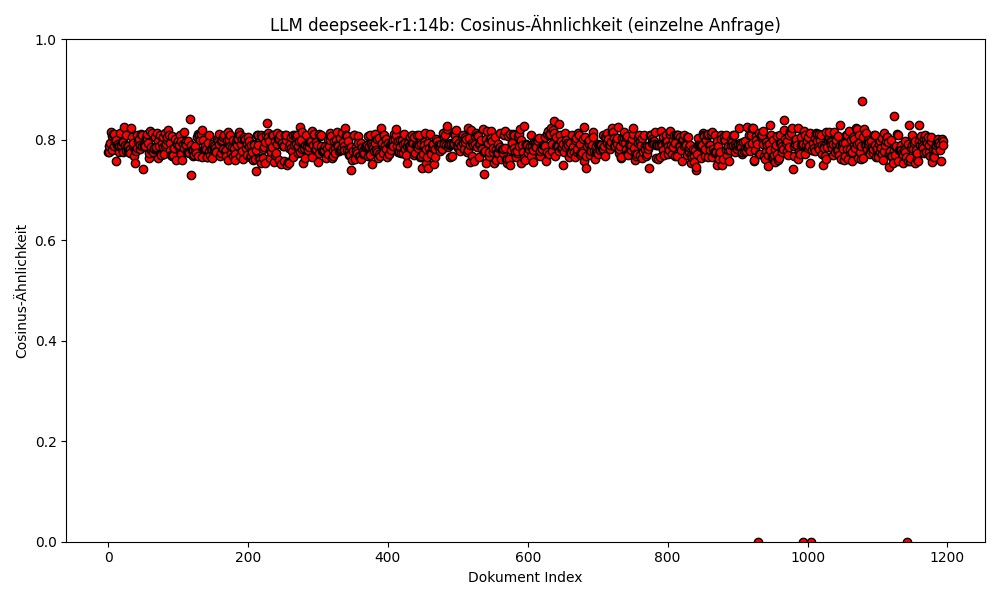 LLM deepseek-r1:14b: Cosinus-Ähnlichkeit (einzelne Anfrage)
Cosinus-Ähnlichkeit
1.0
0.8
0.6
0.4
0.2
0.0
0 200 400 600 800 1000 1200
Dokument Index